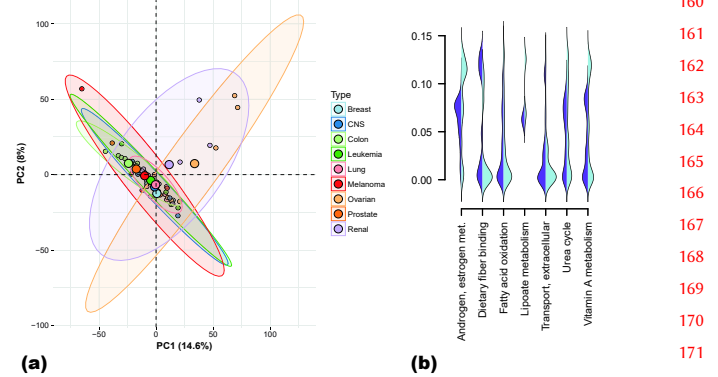 100
50
0
−50
−100
PC2 (8%)
−50
0
50
100
PC1 (14.6%)
Type
Breast
CNS
Colon
Leukemia
Lung
Melanoma
Ovarian
Prostate
Renal
(a)
0.15
0.10
0.05
0.00
Androgen, estrogen met.
Dietary fiber binding
Fatty acid oxidation
Lipoate metabolism
Transport, extracellular
Urea cycle
Vitamin A metabolism
(b)
160
161
162
163
164
165
166
167
168
169
170
171